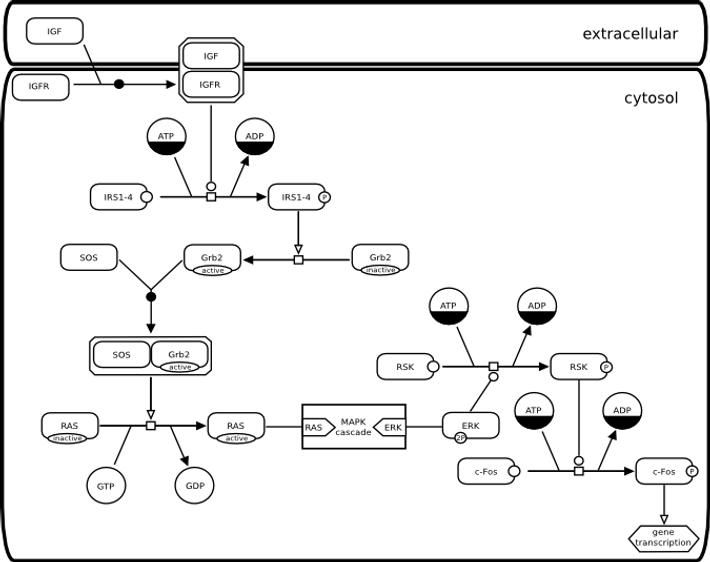 IGF
extracellular
IGF
IGFR
IGFR
cytosol
ATP
ADP
IRS1-4
IRS1-4
P
SOS
Grb2
active
Grb2
inactive
ATP
ADP
SOS
Grb2
active
RSK
RSK
P
RAS
inactive
RAS
active
RAS
MAPK
cascade
ERK
ERK
2P
ATP
ADP
GTP
GDP
c-Fos
c-Fos
P
gene
transcription